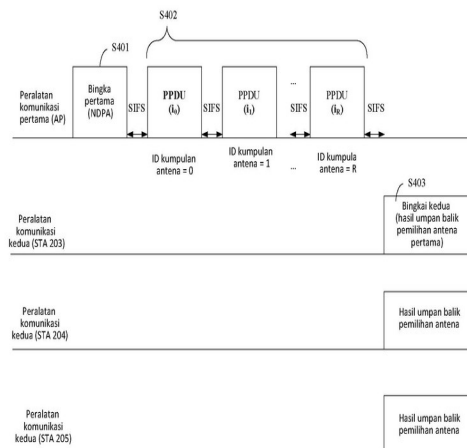 S402
S401
Peralatan
komunikasi
pertama (AP)
Bingka
pertama
(NDPA)
SIFS
PPDU
(i0)
SIFS
PPDU
(i1)
...
SIFS
PPDU
(iR)
SIFS
ID kumpulan
antena = 0
ID kumpulan
antena = 1
...
ID kumpula
antena = R
S403
Peralatan
komunikasi
kedua (STA 203)
Bingkai kedua
(hasil umpan balik
pemilihan antena
pertama)
Peralatan
komunikasi
kedua (STA 204)
Hasil umpan balik
pemilihan antena
Peralatan
komunikasi
kedua (STA 205)
Hasil umpan balik
pemilihan antena